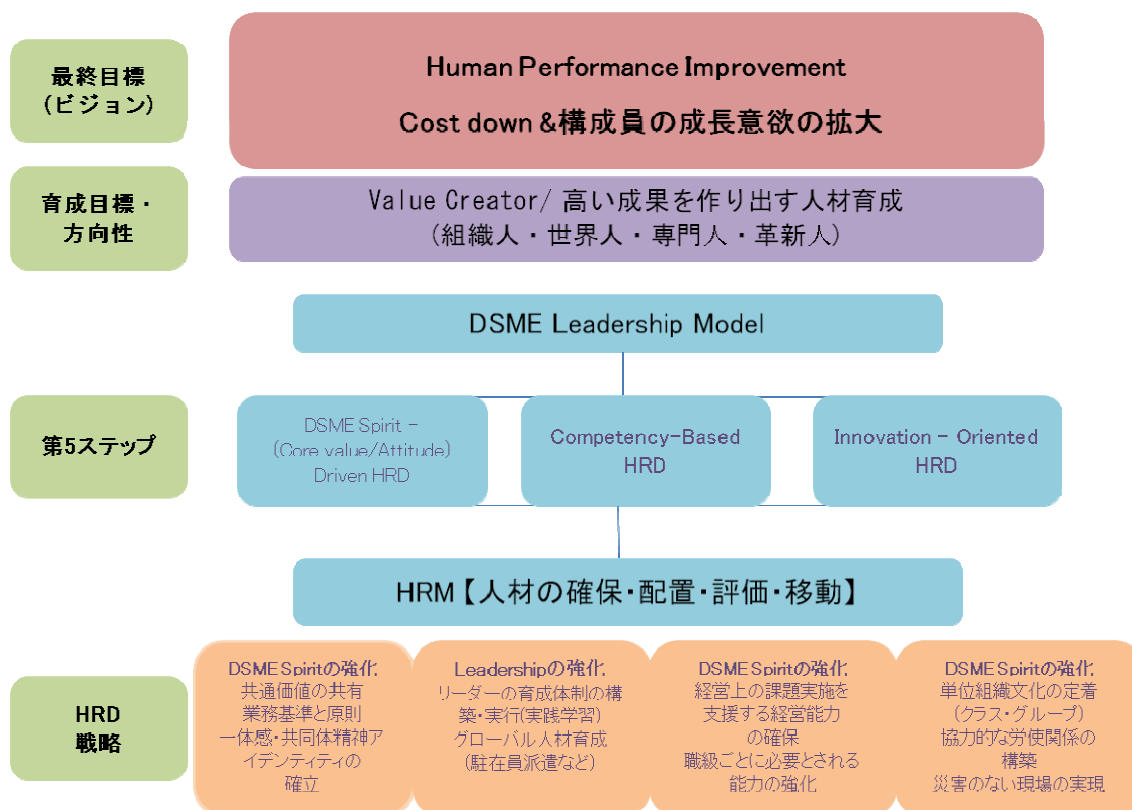 最終目標
(ビジョン)
Human Performance Improvement
Cost down &構成員の成長意欲の拡大
育成目標・
方向性
Value Creator/ 高い成果を作り出す人材育成
(組織人・世界人・専門人・革新人)
DSME Leadership Model
第5ステップ
DSME Spirit –
(Core value/Attitude)
Driven HRD
Competency-Based
HRD
Innovation – Oriented
HRD
HRM【人材の確保・配置・評価・移動】
HRD
戦略
DSME Spiritの強化
共通価値の共有
業務基準と原則
一体感・共同体精神ア
イデンティティの
確立
Leadershipの強化
リーダーの育成体制の構
築・実行(実践学習)
グローバル人材育成
(駐在員派遣など)
DSME Spiritの強化
経営上の課題実施を
支援する経営能力
の確保
職級ごとに必要とされる
能力の強化
DSME Spiritの強化
単位組織文化の定着
(クラス・グループ)
協力的な労使関係の
構築
災害のない現場の実現